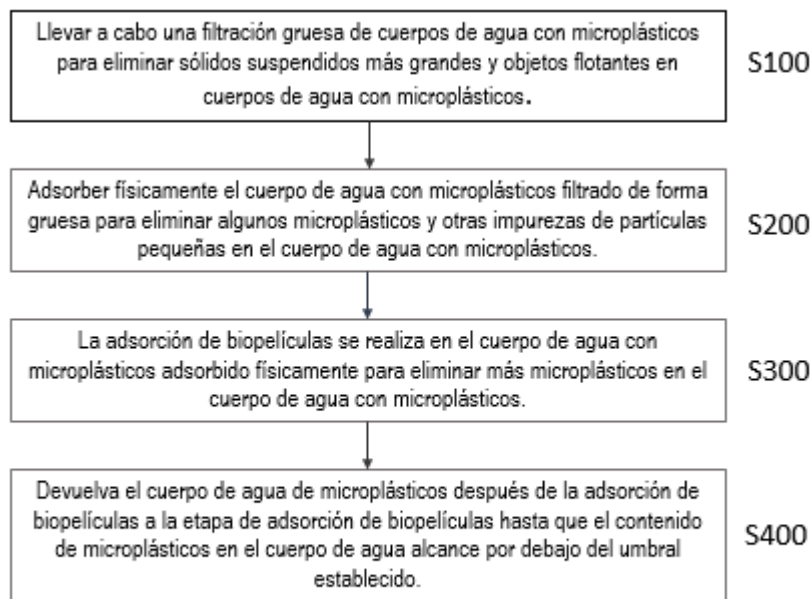 Llevar a cabo una filtración gruesa de cuerpos de agua con microplásticos
para eliminar sólidos suspendidos más grandes y objetos flotantes en
cuerpos de agua con microplásticos.
S100
Adsorber físicamente el cuerpo de agua con microplásticos filtrado de forma
gruesa para eliminar algunos microplásticos y otras impurezas de partículas
pequeñas en el cuerpo de agua con microplásticos.
S200
La adsorción de biopelículas se realiza en el cuerpo de agua con
microplásticos adsorbido físicamente para eliminar más microplásticos en el
cuerpo de agua con microplásticos.
S300
Devuelva el cuerpo de agua de microplásticos después de la adsorción de
biopelículas a la etapa de adsorción de biopelículas hasta que el contenido
de microplásticos en el cuerpo de agua alcance por debajo del umbral
establecido.
S400